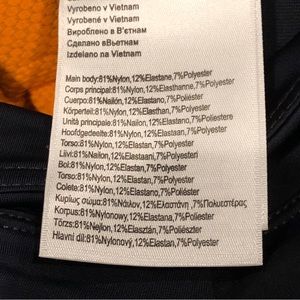 Vyrobeno v Vietnam
Vyrobené v Vietnam
Вироблено в В'єтнам
Сделано вВьетнам
Izdelano na Vietnam
Main body:81%Nylon,12%Elastane,7%Polyester
Corps principal:81%Nylon,12%Elasthanne,7%Polyester
Cuerpo:81%Nailón,12%Elastano,7%Poliéster
Körperteil:81%Nylon,12%Elasthan,7%Polyester
Unità principale:81%Nylon,12%Elastan,7%Poliestere
Hoofdgedeelte:81%Nylon,12%Elastaan,7%Polyester
Torso:81%Nylon,12%Elastan,7%Polyester
Liivi:81%Nailon,12%Elastaani,7%Polyesteri
Bol:81%Nylon,12%Elastan,7%Polyester
Torso:81%Nylon,12%Elastan,7%Polyester
Colete:81%Nylon,12%Elastano,7%Poliéster
Κυρίως σώμα:81%Νάιλον,12%Ελαστάνη ,7%Πολυεστέρας
Korpus:81%Nylonowy,12%Elastan,7%Poliester
Törzs:81%Nejlon,12%Elasztán,7%Poliészter
Hlavní díl:81%Nylonový,12%Elastan,7%Polyester